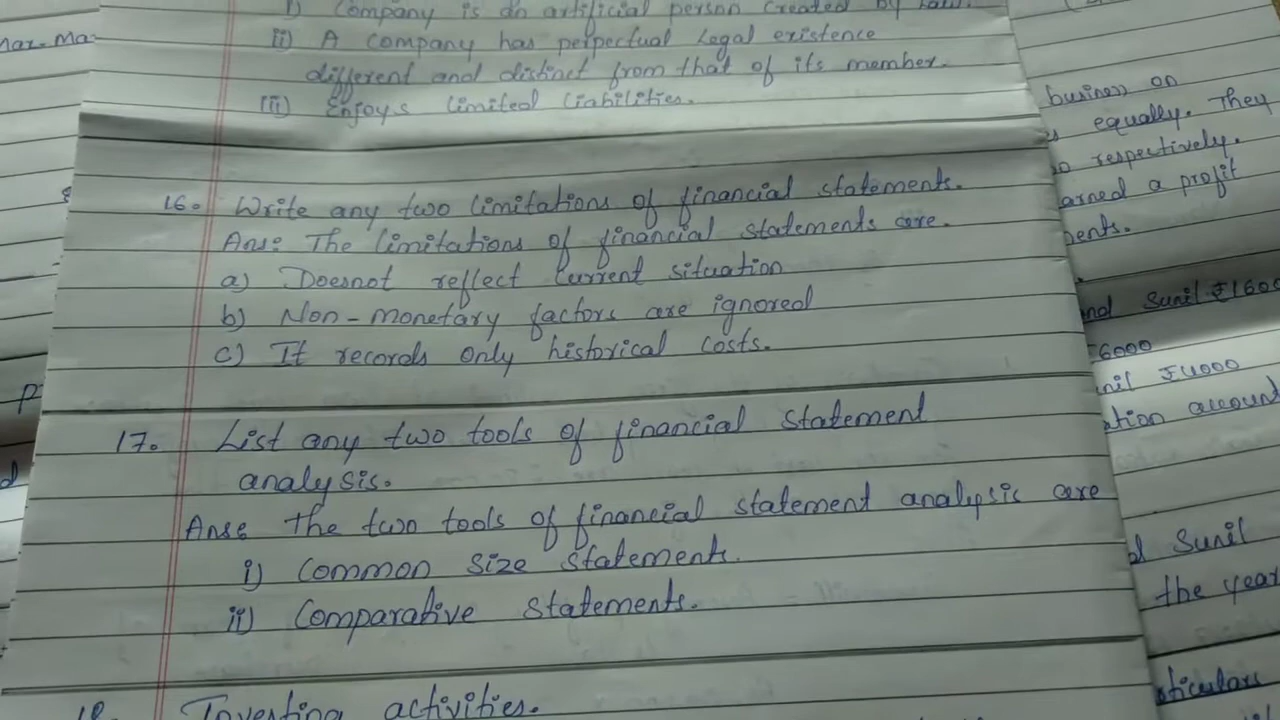 i) Company is an artificial person created by law.
ii) A company has perpectual legal existence
different and distinct from that of its member.
iii) Enjoys limited liabilities.
16. Write any two limitations of financial statements.
Ans: The limitations of financial statements are.
a) Doesnot reflect current situation
b) Non-monetary factors are ignored
c) It records only historical costs.
17. List any two tools of financial statement
analysis.
Ans: The two tools of financial statement analysis are
i) Common size statements.
ii) Comparative statements.
18. Investing activities.
business on
equally. They
respectively.
a profit
Sunil ₹1600
6000
₹4000
account
Sunil
the year